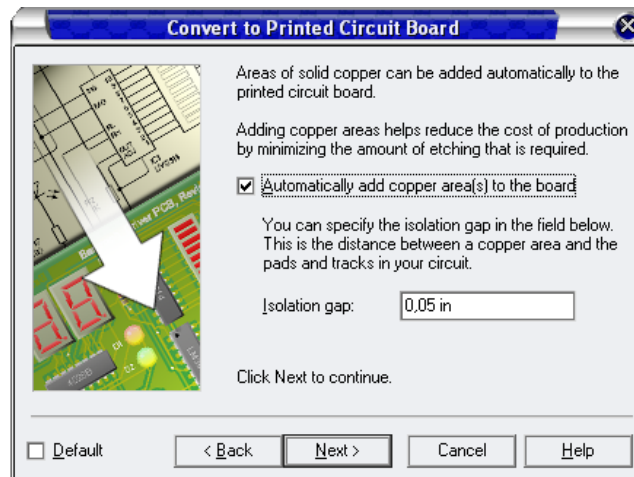 Convert to Printed Circuit Board
Areas of solid copper can be added automatically to the
printed circuit board.
Adding copper areas helps reduce the cost of production
by minimizing the amount of etching that is required.
Automatically add copper area(s) to the board
You can specify the isolation gap in the field below.
This is the distance between a copper area and the
pads and tracks in your circuit.
Isolation gap:
0,05 in
Click Next to continue.
Default
< Back
Next >
Cancel
Help